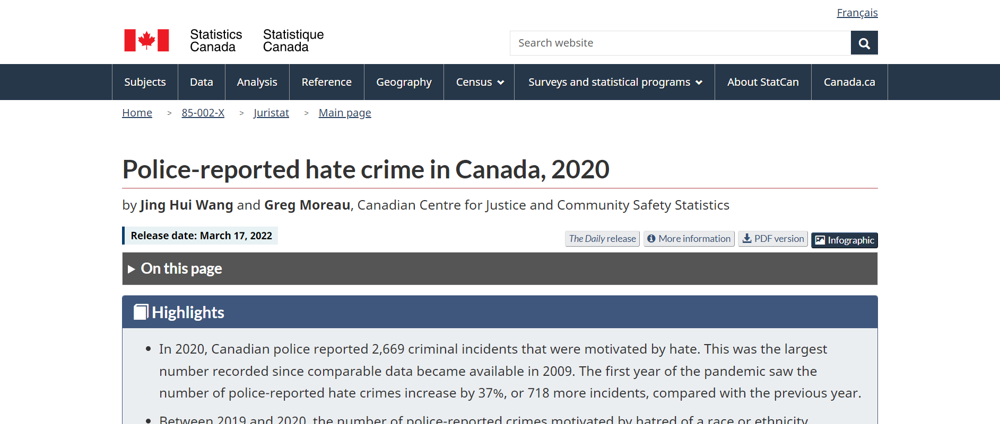 Français
Statistics Canada
Statistique Canada
Search website
Subjects
Data
Analysis
Reference
Geography
Census
Surveys and statistical programs
About StatCan
Canada.ca
Home > 85-002-X > Juristat > Main page
Police-reported hate crime in Canada, 2020
by Jing Hui Wang and Greg Moreau, Canadian Centre for Justice and Community Safety Statistics
Release date: March 17, 2022
The Daily release
More information
PDF version
Infographic
On this page
Highlights
In 2020, Canadian police reported 2,669 criminal incidents that were motivated by hate. This was the largest
number recorded since comparable data became available in 2009. The first year of the pandemic saw the
number of police-reported hate crimes increase by 37%, or 718 more incidents, compared with the previous year.
Between 2019 and 2020, the number of police-reported crimes motivated by hatred of a race or ethnicity